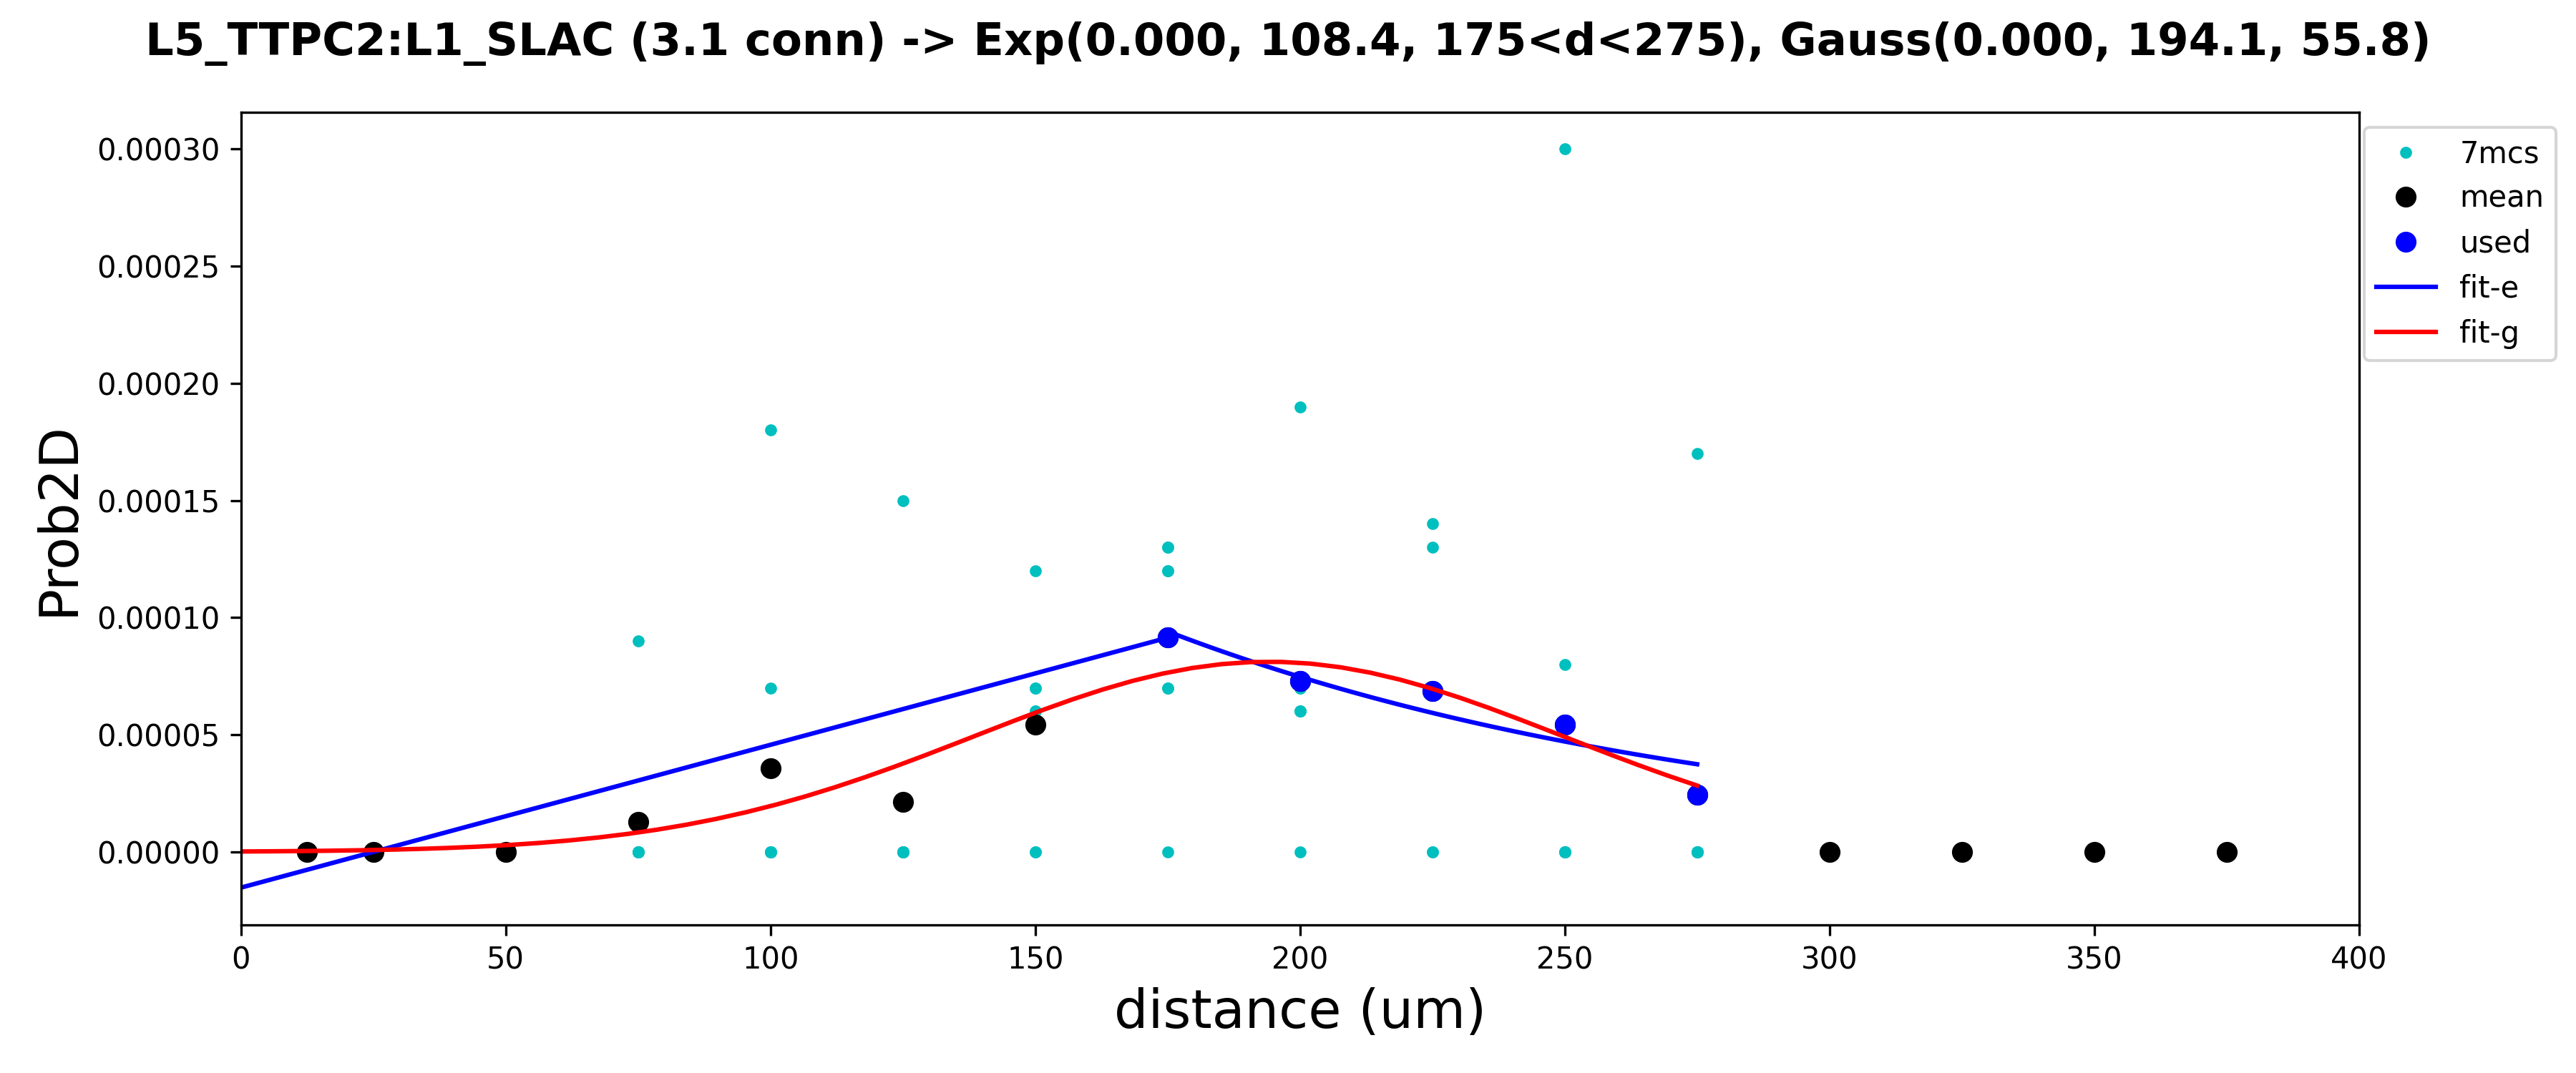 L5_TTPC2:L1_SLAC (3.1 conn) -> Exp(0.000, 108.4, 175<d<275), Gauss(0.000, 194.1, 55.8)
0.00030
0.00025
0.00020
0.00015
0.00010
0.00005
0.00000
Prob2D
0 50 100 150 200 250 300 350 400
distance (um)
7mcs
mean
used
fit-e
fit-g